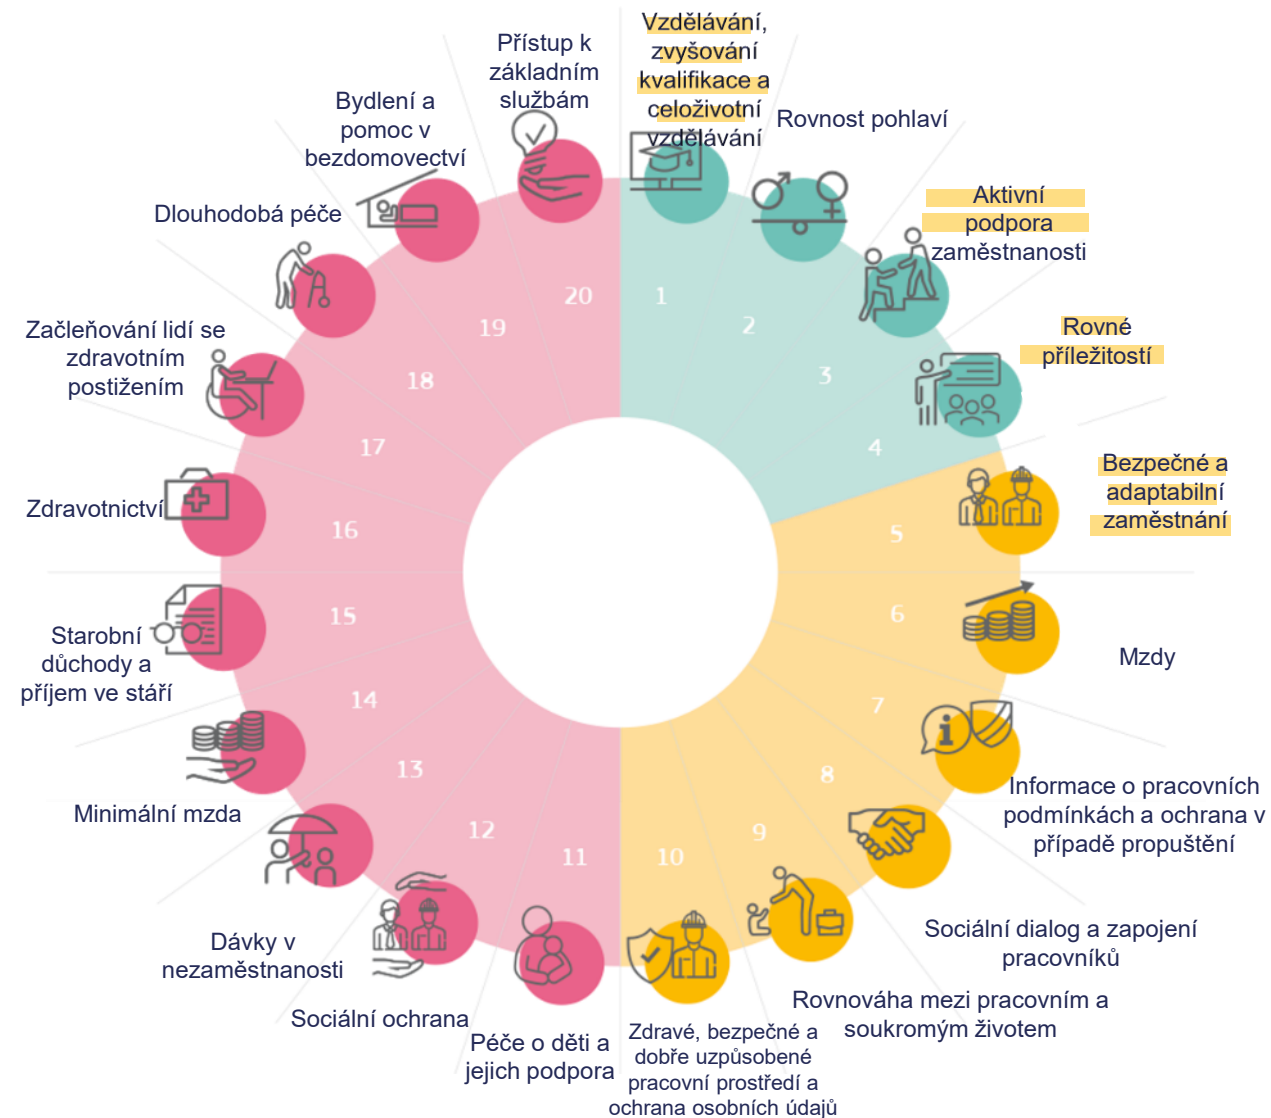 Vzdělávání,
zvyšování
kvalifikace a
celoživotní
vzdělávání
Rovnost pohlaví
Aktivní
podpora
zaměstnanosti
Rovné
příležitostí
Bezpečné a
adaptabilní
zaměstnání
Mzdy
Informace o pracovních
podmínkách a ochrana v
případě propuštění
Sociální dialog a zapojení
pracovníků
Rovnováha mezi pracovním a
soukromým životem
Zdravé, bezpečné a
dobře uzpůsobené
pracovní prostředí a
ochrana osobních údajů
Péče o děti a
jejich podpora
Sociální ochrana
Dávky v
nezaměstnanosti
Minimální mzda
Starobní
důchody a
příjem ve stáří
Zdravotnictví
Začleňování lidí se
zdravotním
postižením
Dlouhodobá péče
Bydlení a
pomoc v
bezdomovectví
Přístup k
základním
službám
1
2
3
4
5
6
7
8
9
10
11
12
13
14
15
16
17
18
19
20
i